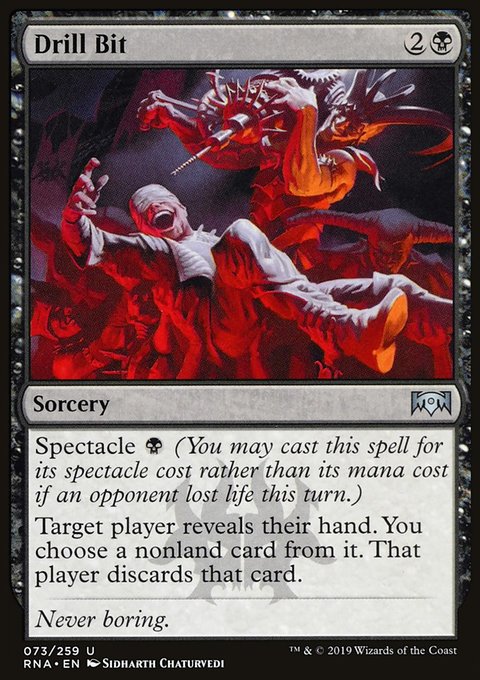 Drill Bit 2
Sorcery
Spectacle (You may cast this spell for
its spectacle cost rather than its mana cost
if an opponent lost life this turn.)
Target player reveals their hand. You
choose a nonland card from it. That
player discards that card.
Never boring.
073/259 U ™ & © 2019 Wizards of the Coast
RNA • EN Sidharth Chaturvedi